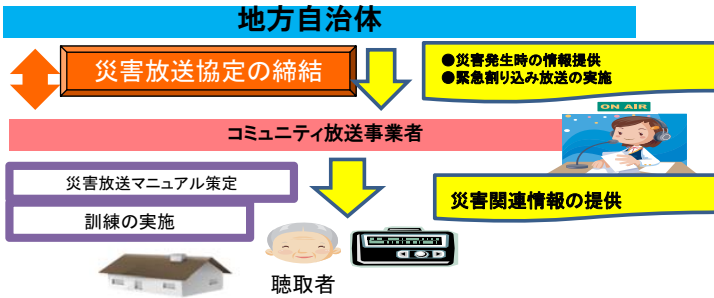 地方自治体
災害放送協定の締結
●災害発生時の情報提供
●緊急割り込み放送の実施
ON AIR
コミュニティ放送事業者
災害放送マニュアル策定
訓練の実施
災害関連情報の提供
聴取者